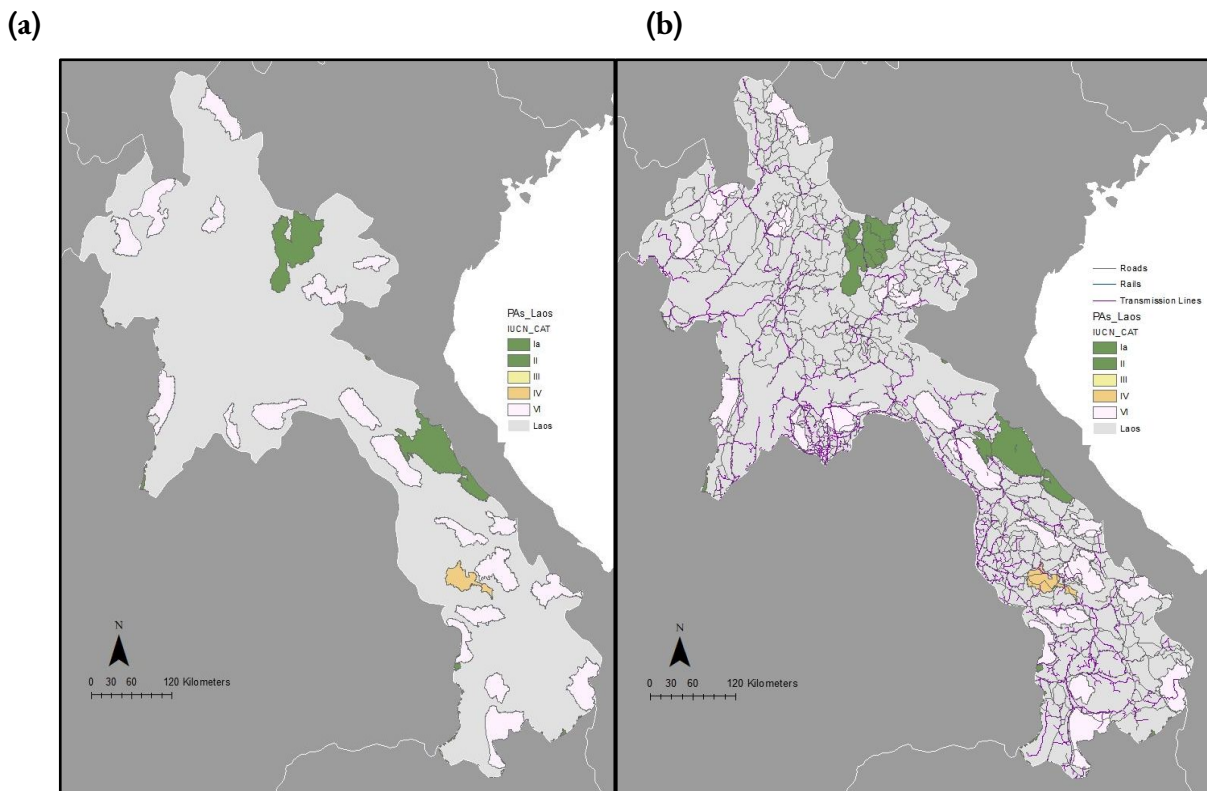 (a)
(b)
PAs_Laos
IUCN_CAT
Ia
II
III
IV
VI
Laos
N
0 30 60 120 Kilometers
Roads
Rails
Transmission Lines
PAs_Laos
IUCN_CAT
Ia
II
III
IV
VI
Laos
N
0 30 60 120 Kilometers